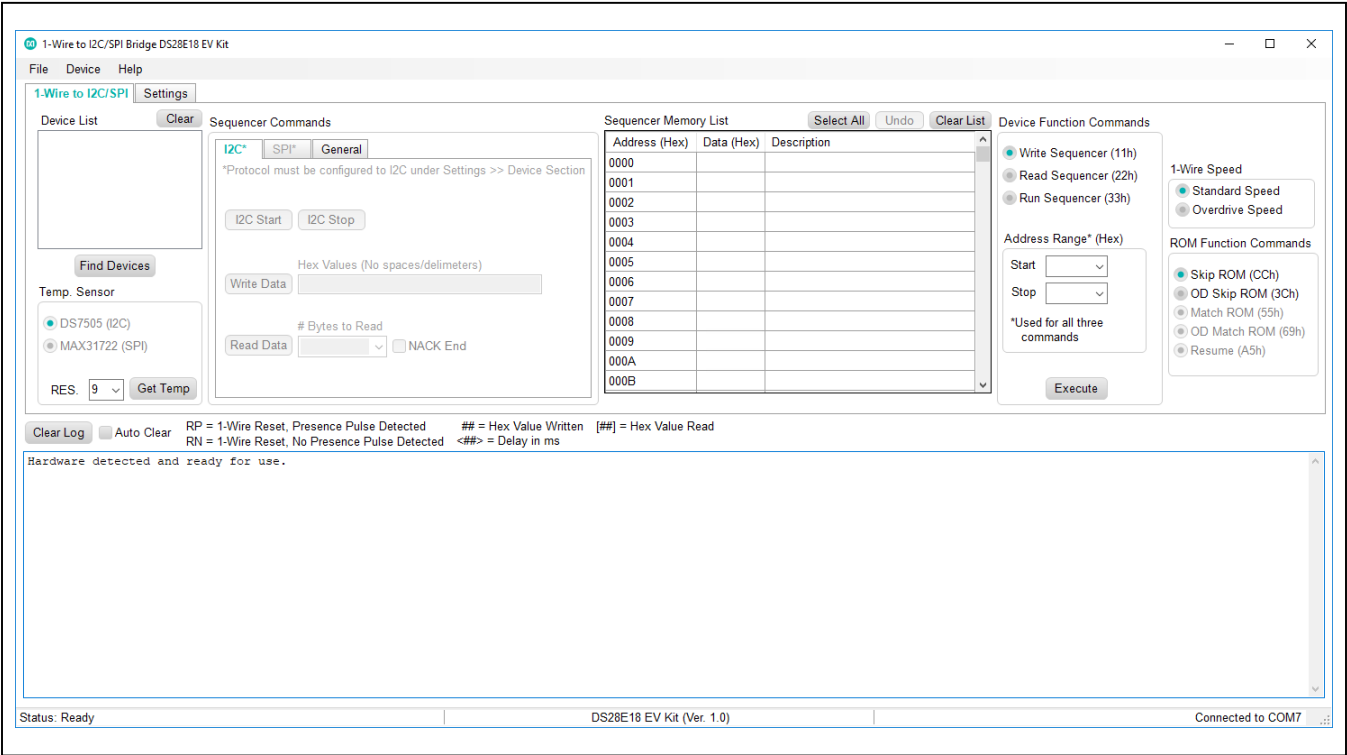 1-Wire to I2C/SPI Bridge DS28E18 EV Kit
File Device Help
1-Wire to I2C/SPI Settings
Device List Clear
Find Devices
Temp. Sensor
DS7505 (I2C)
MAX31722 (SPI)
RES. 9 Get Temp
Sequencer Commands
I2C* SPI* General
*Protocol must be configured to I2C under Settings >> Device Section
I2C Start I2C Stop
Hex Values (No spaces/delimeters)
Write Data
# Bytes to Read
Read Data NACK End
Sequencer Memory List Select All Undo Clear List
Address (Hex) Data (Hex) Description
0000
0001
0002
0003
0004
0005
0006
0007
0008
0009
000A
000B
Device Function Commands
Write Sequencer (11h)
Read Sequencer (22h)
Run Sequencer (33h)
Address Range* (Hex)
Start
Stop
*Used for all three
commands
Execute
1-Wire Speed
Standard Speed
Overdrive Speed
ROM Function Commands
Skip ROM (CCh)
OD Skip ROM (3Ch)
Match ROM (55h)
OD Match ROM (69h)
Resume (A5h)
Clear Log Auto Clear
RP = 1-Wire Reset, Presence Pulse Detected ## = Hex Value Written [##] = Hex Value Read
RN = 1-Wire Reset, No Presence Pulse Detected <##> = Delay in ms
Hardware detected and ready for use.
Status: Ready DS28E18 EV Kit (Ver. 1.0) Connected to COM7